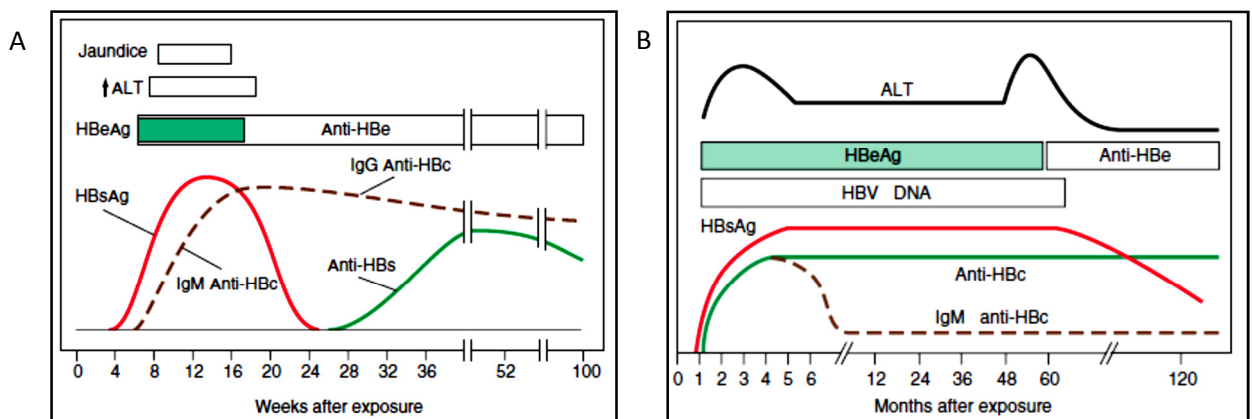 A
Jaundice
ALT
HBeAg
Anti-HBe
IgG Anti-HBc
HBsAg
IgM Anti-HBc
Anti-HBs
0 4 8 12 16 20 24 28 32 36 52 100
Weeks after exposure
B
ALT
HBeAg Anti-HBe
HBV DNA
HBsAg
Anti-HBc
IgM anti-HBc
0 1 2 3 4 5 6 12 24 36 48 60 120
Months after exposure